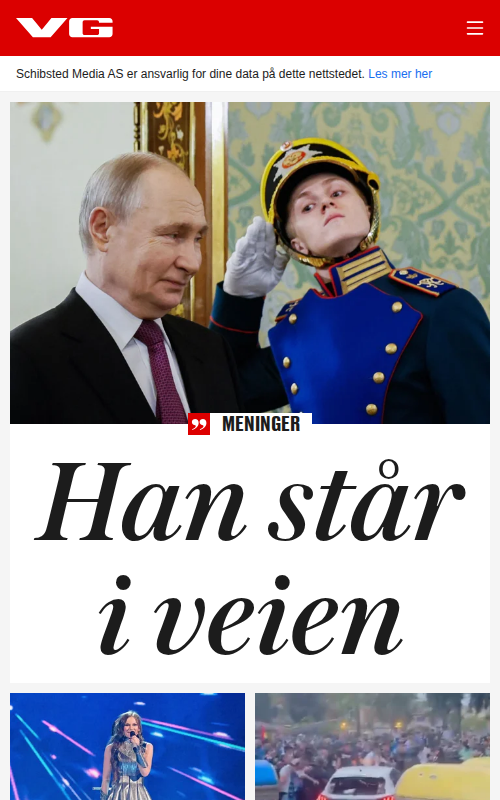 VG
Schibsted Media AS er ansvarlig for dine data på dette nettstedet. Les mer her
MENINGER
Han står
i veien